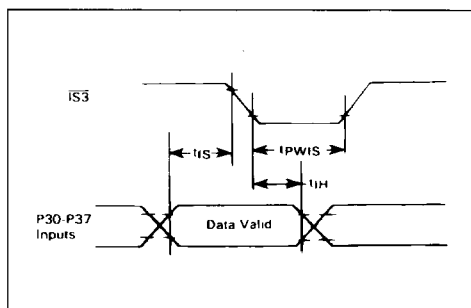 IS3
tIS
tPWIS
tIH
P30-P37
Inputs
Data Valid